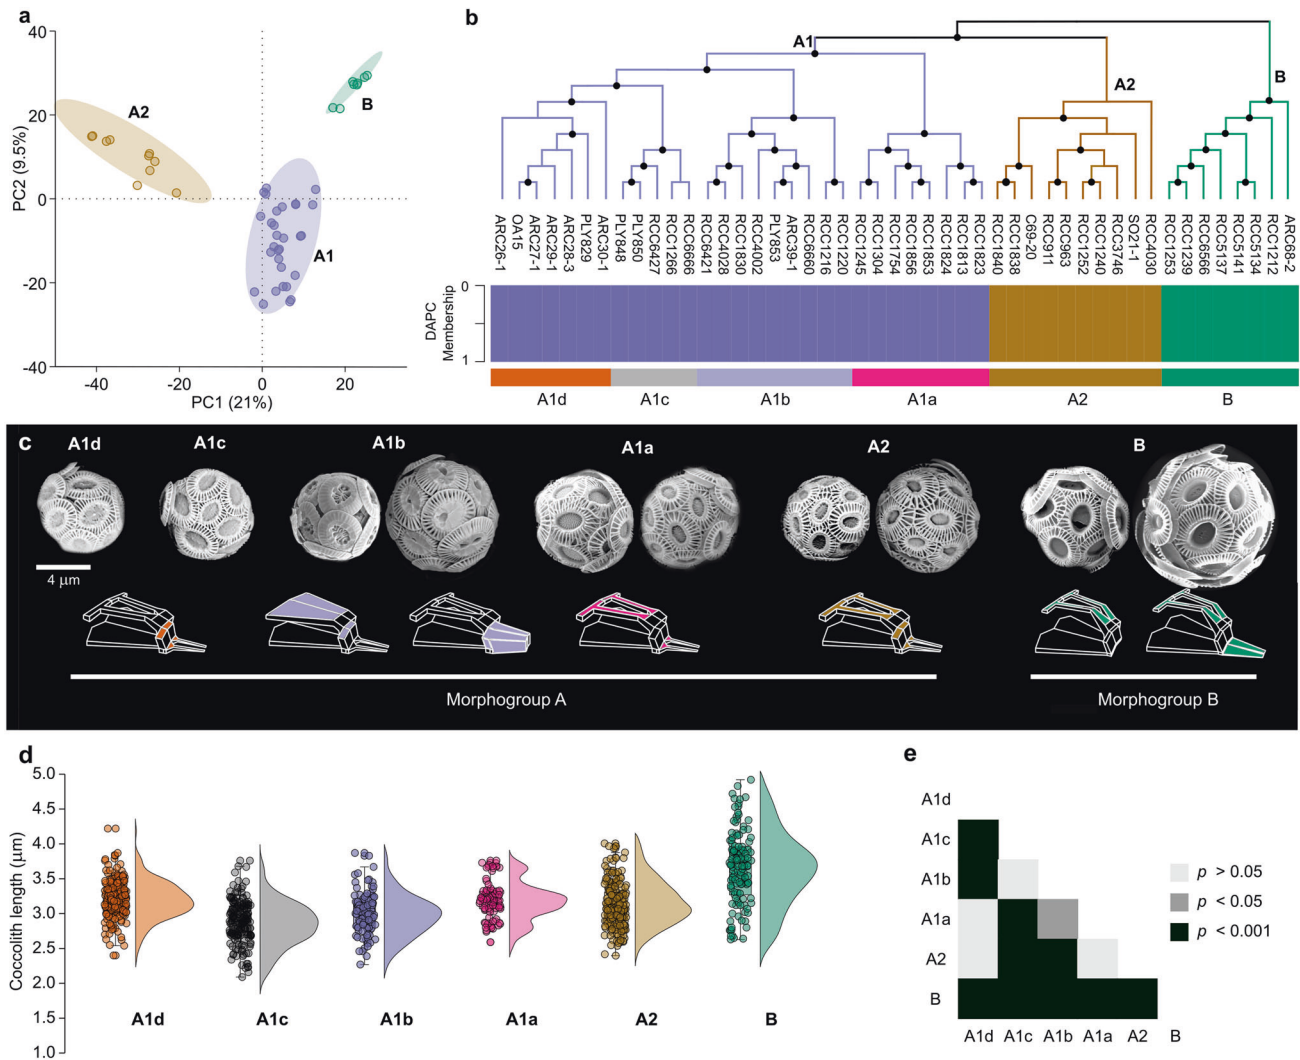 a
40
20
0
-20
-40
PC2 (9.5%)
A2
B
A1
-40
-20
0
20
PC1 (21%)
b
A1
A2
B
ARC26-1
OA15
ARC27-1
ARC29-1
ARC28-3
PLY829
ARC30-1
PLY848
PLY850
RCC6427
RCC1266
RCC6666
RCC6421
RCC4028
RCC1830
RCC4002
PLY853
ARC39-1
RCC6660
RCC1216
RCC1220
RCC1245
RCC1304
RCC1754
RCC1856
RCC1853
RCC1824
RCC1813
RCC1823
RCC1840
RCC1838
C69-20
RCC911
RCC963
RCC1252
RCC1240
RCC3746
SO21-1
RCC4030
RCC1253
RCC1239
RCC6566
RCC5137
RCC5141
RCC5134
RCC1212
ARC68-2
DAPC
Membership
0
1
A1d
A1c
A1b
A1a
A2
B
c
A1d
A1c
A1b
A1a
A2
B
4 μm
Morphogroup A
Morphogroup B
d
5.0
4.5
4.0
3.5
3.0
2.5
2.0
1.5
1.0
Coccolith length (μm)
A1d
A1c
A1b
A1a
A2
B
e
A1d
A1c
A1b
A1a
A2
B
A1d
A1c
A1b
A1a
A2
B
p > 0.05
p < 0.05
p < 0.001